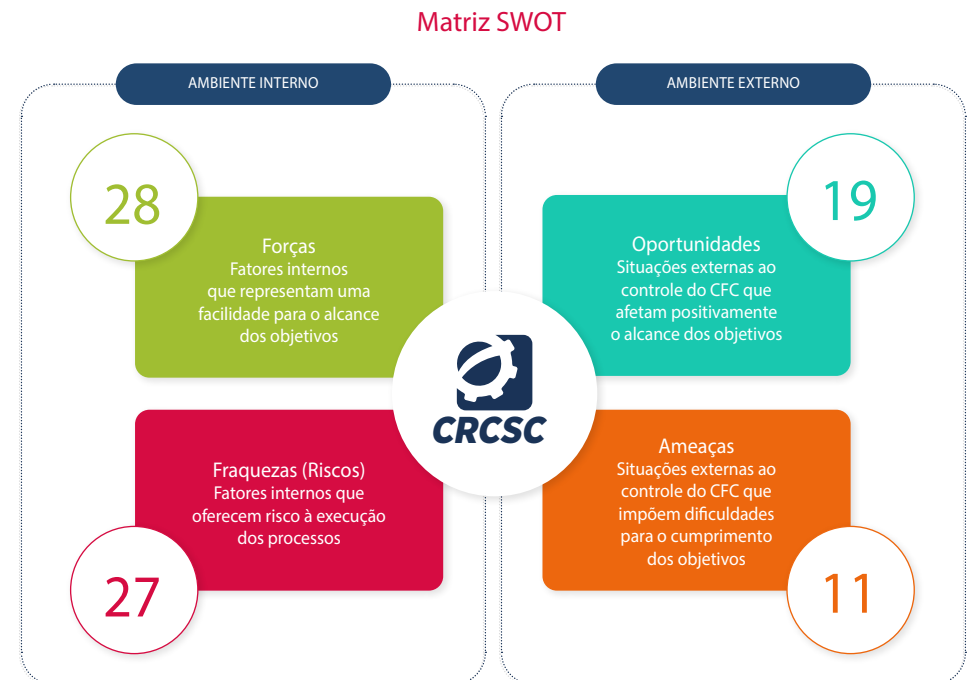 Matriz SWOT
AMBIENTE INTERNO
28
Forças
Fatores internos
que representam uma
facilidade para o alcance
dos objetivos
Fraquezas (Riscos)
Fatores internos que
oferecem risco à execução
dos processos
27
CRCSC
AMBIENTE EXTERNO
19
Oportunidades
Situações externas ao
controle do CFC que
afetam positivamente
o alcance dos objetivos
Ameaças
Situações externas ao
controle do CFC que
impõem dificuldades
para o cumprimento
dos objetivos
11